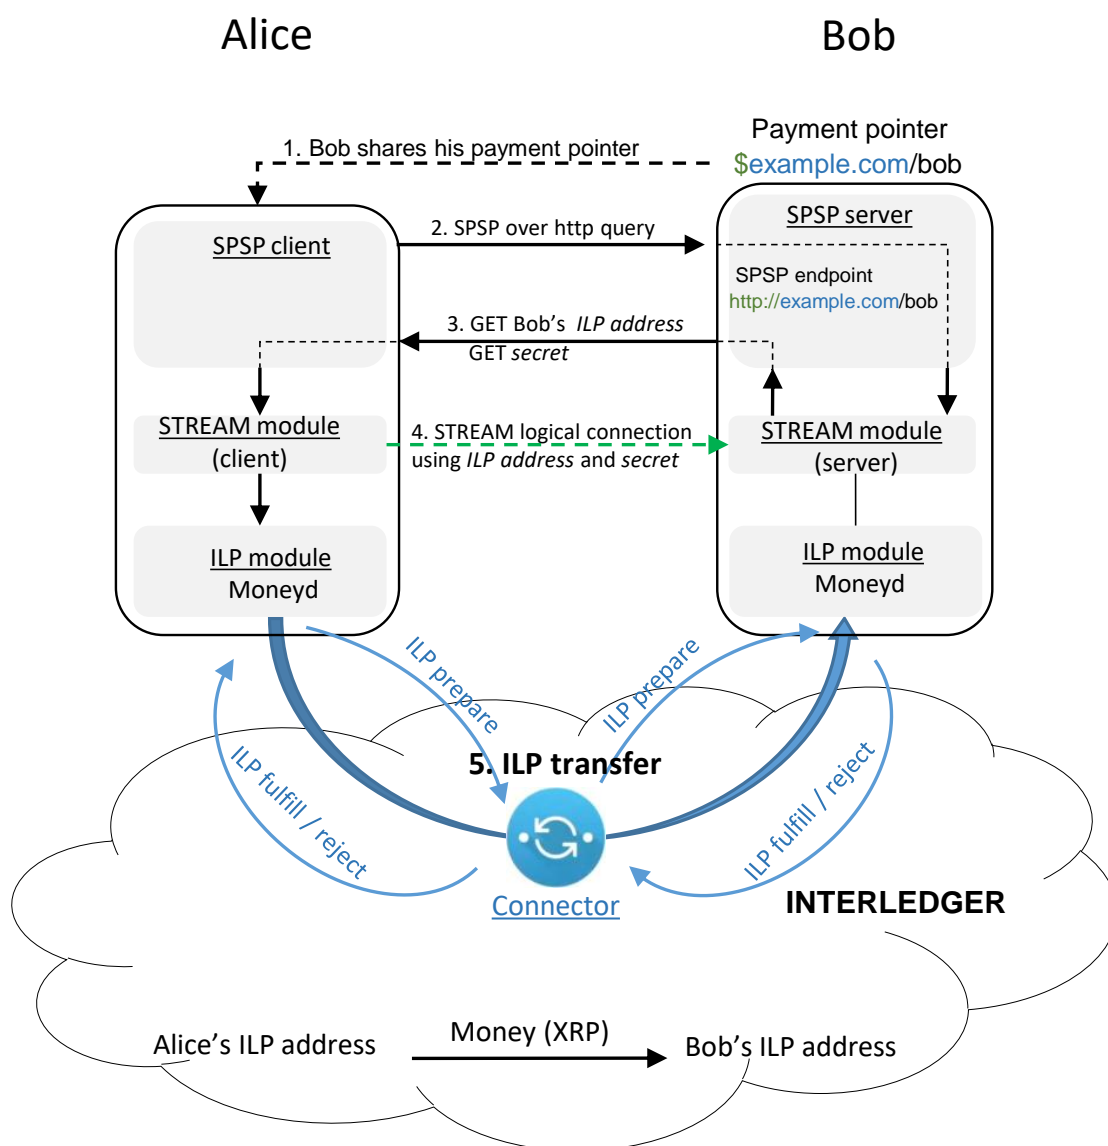 Alice
Bob
Payment pointer
$example.com/bob
1. Bob shares his payment pointer
SPSP client
2. SPSP over http query
SPSP server
SPSP endpoint
http://example.com/bob
3. GET Bob's ILP address
GET secret
STREAM module
(client)
4. STREAM logical connection
using ILP address and secret
STREAM module
(server)
ILP module
Moneyd
ILP module
Moneyd
ILP prepare
ILP prepare
ILP fulfill / reject
5. ILP transfer
ILP fulfill / reject
Connector
INTERLEDGER
Alice's ILP address
Money (XRP)
Bob's ILP address